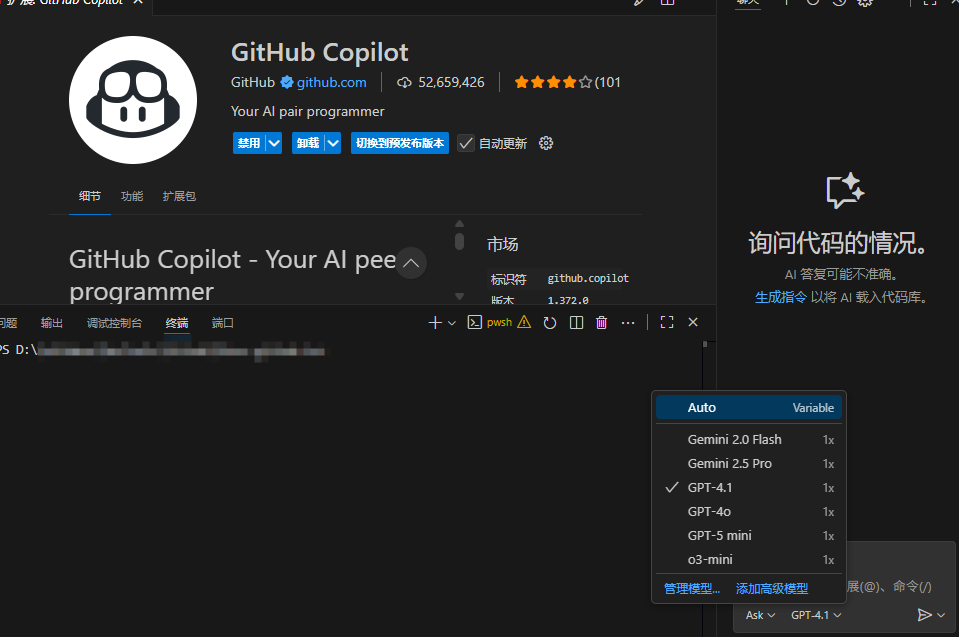 扩展: GitHub Copilot
聊天
GitHub Copilot
GitHub github.com 52,659,426 (101
Your AI pair programmer
禁用 卸载 切换到预发布版本 自动更新
细节 功能 扩展包
GitHub Copilot - Your AI pee
programmer
市场
标识符 github.copilot
版本 1.372.0
询问代码的情况。
AI 答复可能不准确。
生成指令 以将 AI 载入代码库。
问题 输出 调试控制台 终端 端口
pwsh
PS D:\
Auto Variable
Gemini 2.0 Flash 1x
Gemini 2.5 Pro 1x
GPT-4.1 1x
GPT-4o 1x
GPT-5 mini 1x
o3-mini 1x
管理模型... 添加高级模型
展(@)、命令(/)
Ask GPT-4.1